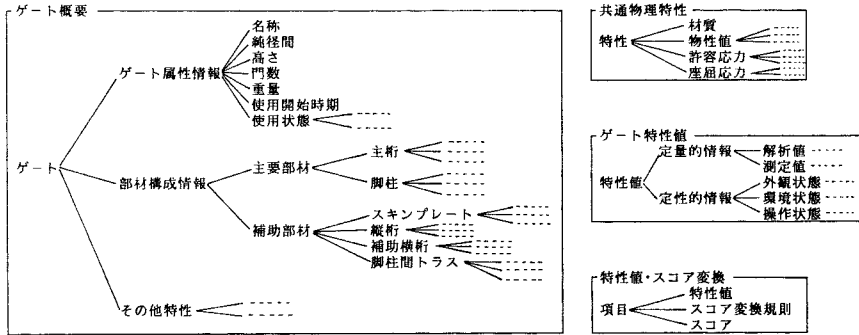 ゲート概要
ゲート
ゲート属性情報
名称
純径間
高さ
門数
重量
使用開始時期
使用状態
部材構成情報
主要部材
主桁
脚柱
補助部材
スキンプレート
縦桁
補助横桁
脚柱間トラス
その他特性
共通物理特性
特性
材質
物性値
許容応力
座屈応力
ゲート特性値
特性値
定量的情報
解析値
測定値
定性的情報
外観状態
環境状態
操作状態
特性値・スコア変換
項目
特性値
スコア変換規則
スコア